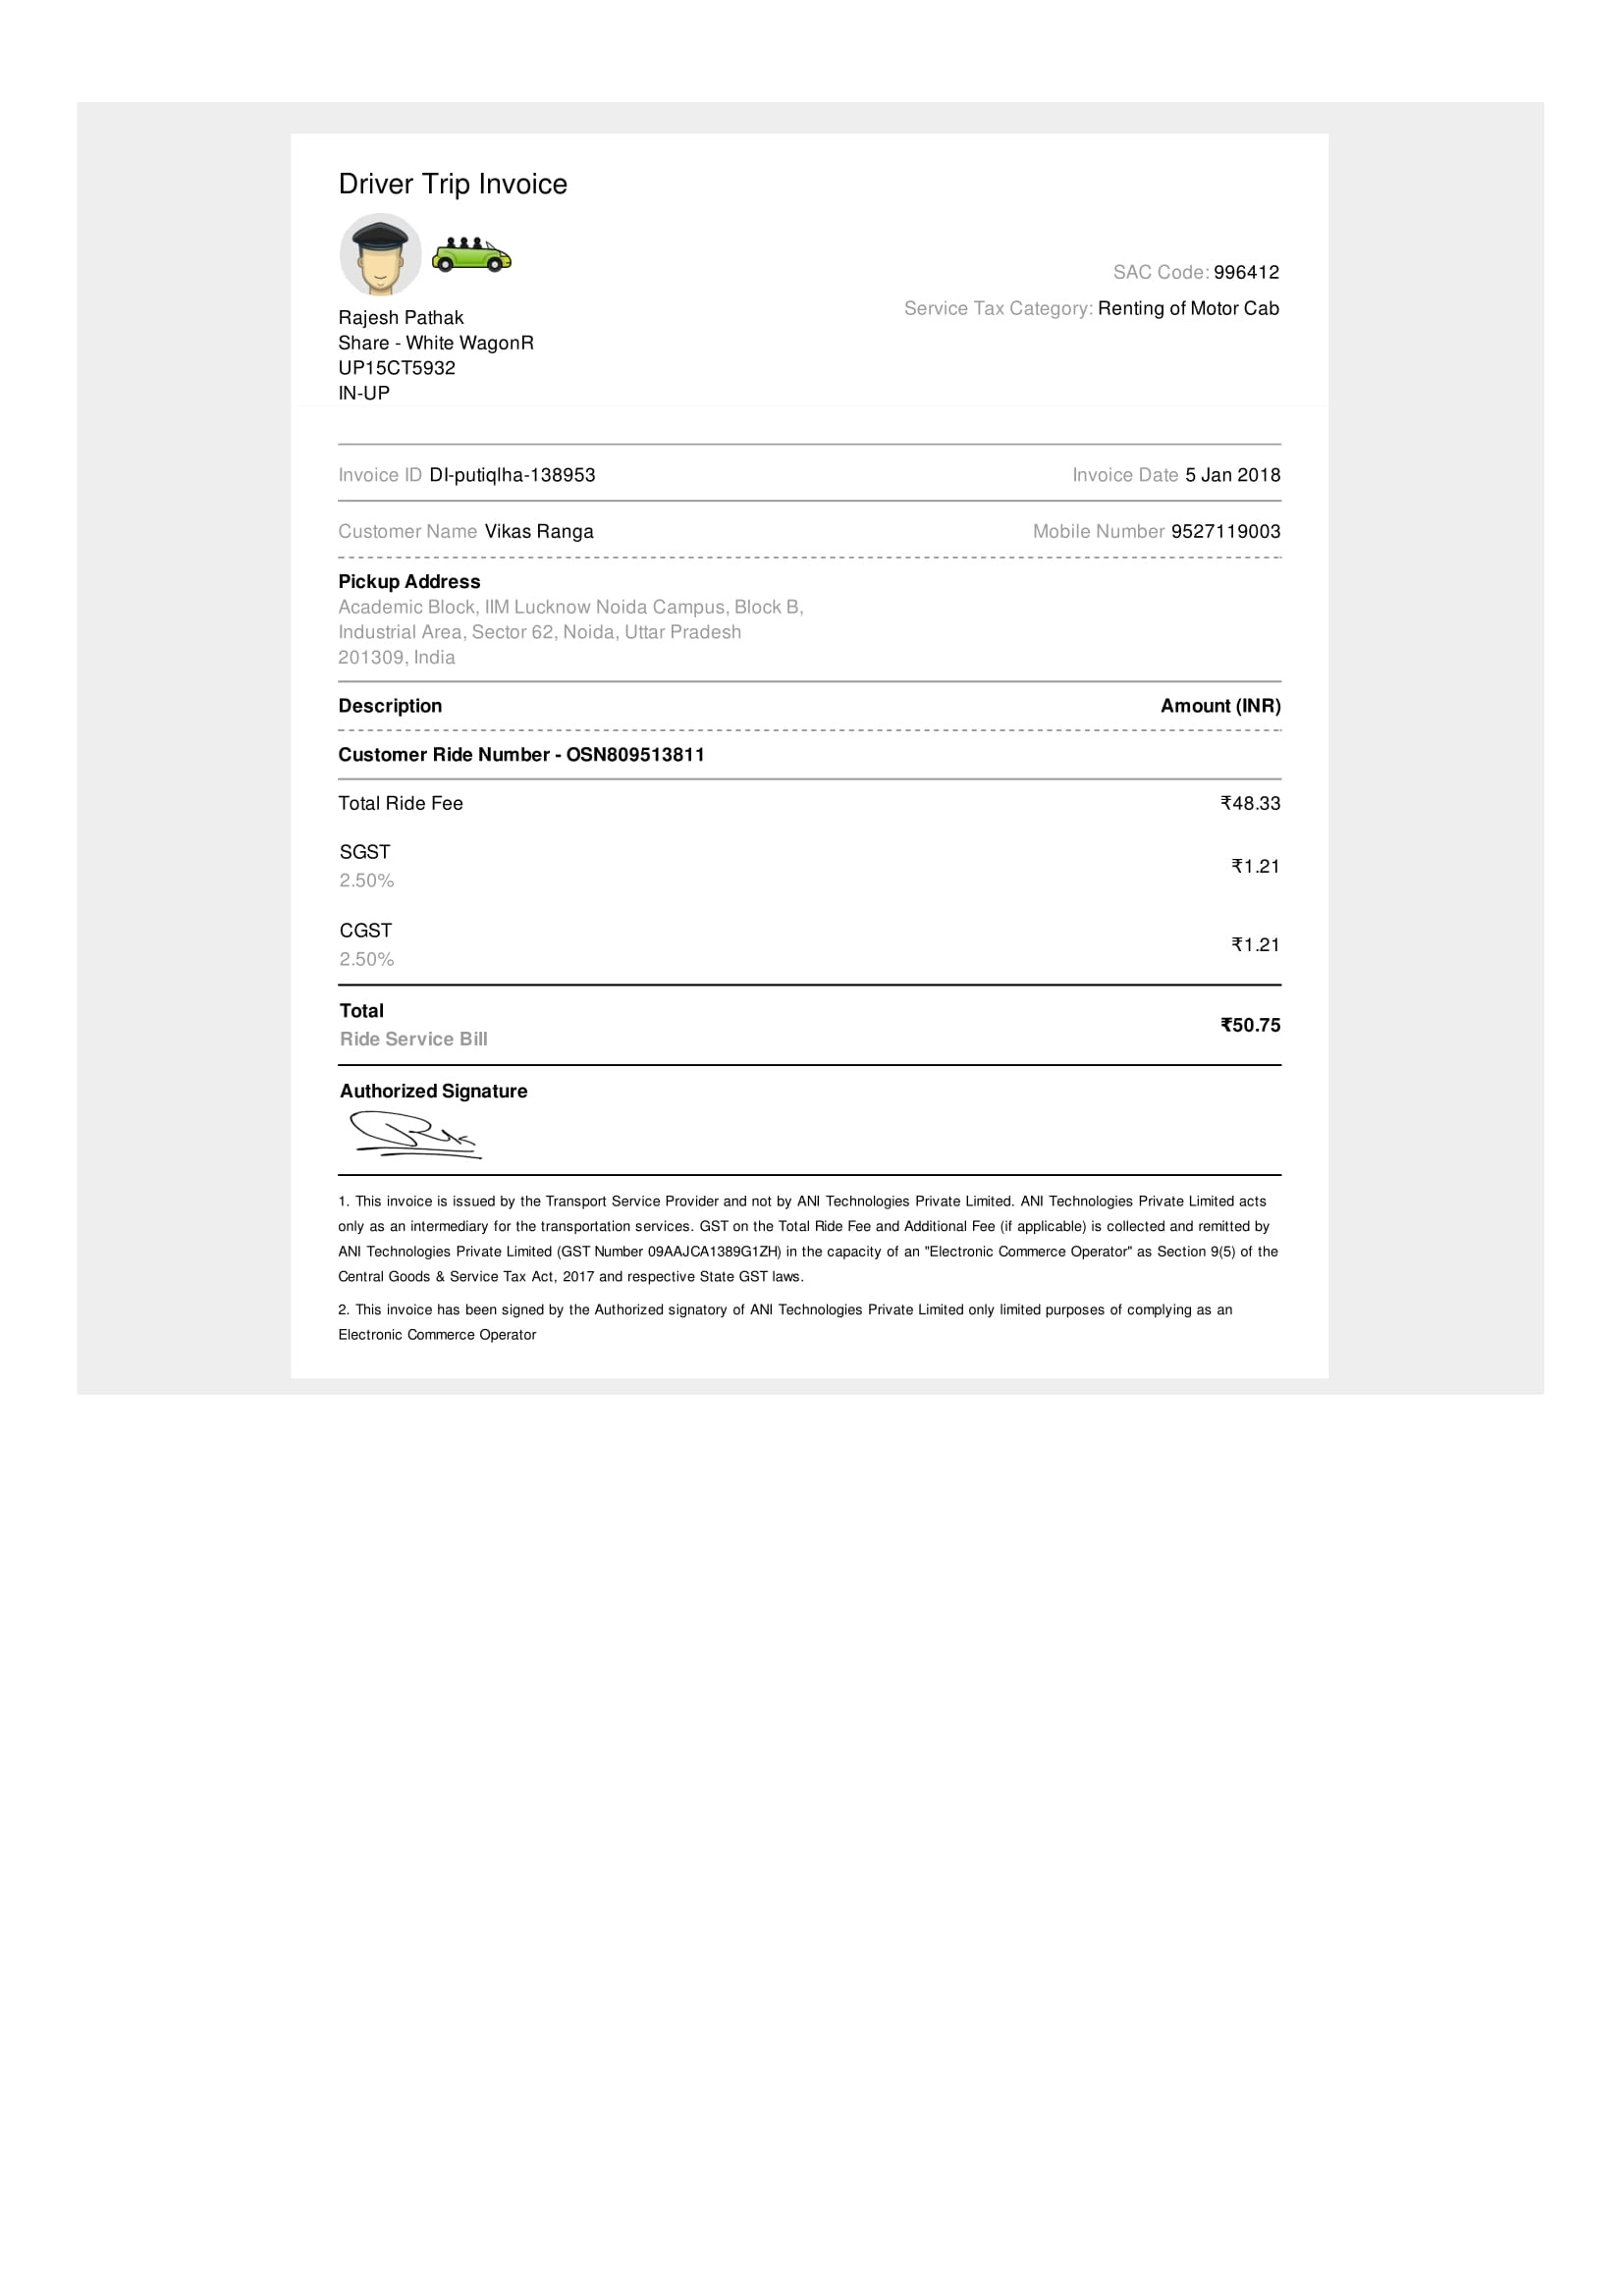 Driver Trip Invoice
SAC Code: 996412
Service Tax Category: Renting of Motor Cab
Rajesh Pathak
Share - White WagonR
UP15CT5932
IN-UP
Invoice ID DI-putiqlha-138953 Invoice Date 5 Jan 2018
Customer Name Vikas Ranga Mobile Number 9527119003
Pickup Address
Academic Block, IIM Lucknow Noida Campus, Block B,
Industrial Area, Sector 62, Noida, Uttar Pradesh
201309, India
Description Amount (INR)
Customer Ride Number - OSN809513811
Total Ride Fee ₹48.33
SGST
2.50% ₹1.21
CGST
2.50% ₹1.21
Total
Ride Service Bill ₹50.75
Authorized Signature
1. This invoice is issued by the Transport Service Provider and not by ANI Technologies Private Limited. ANI Technologies Private Limited acts
only as an intermediary for the transportation services. GST on the Total Ride Fee and Additional Fee (if applicable) is collected and remitted by
ANI Technologies Private Limited (GST Number 09AAJCA1389G1ZH) in the capacity of an "Electronic Commerce Operator" as Section 9(5) of the
Central Goods & Service Tax Act, 2017 and respective State GST laws.
2. This invoice has been signed by the Authorized signatory of ANI Technologies Private Limited only limited purposes of complying as an
Electronic Commerce Operator